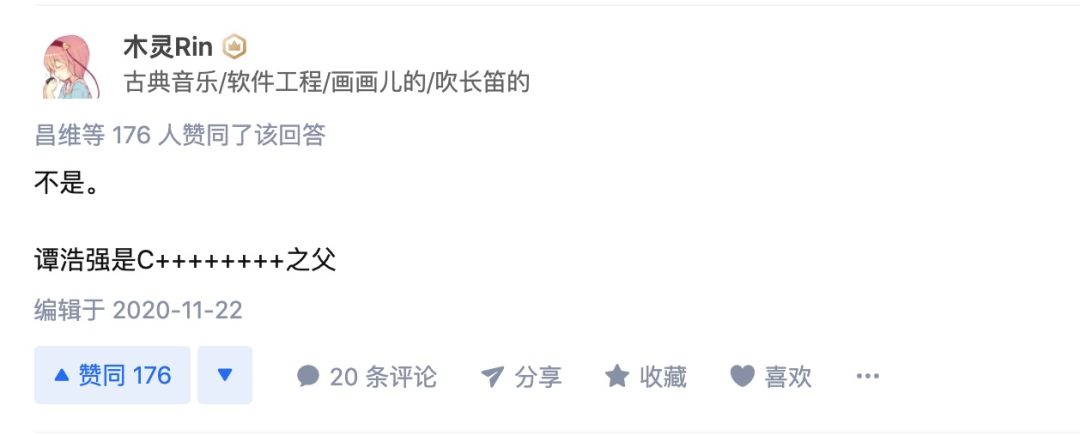 木灵Rin
古典音乐/软件工程/画画儿的/吹长笛的
昌维等 176 人赞同了该回答
不是。
谭浩强是C++++++++之父
编辑于 2020-11-22
赞同 176
20 条评论
分享
收藏
喜欢